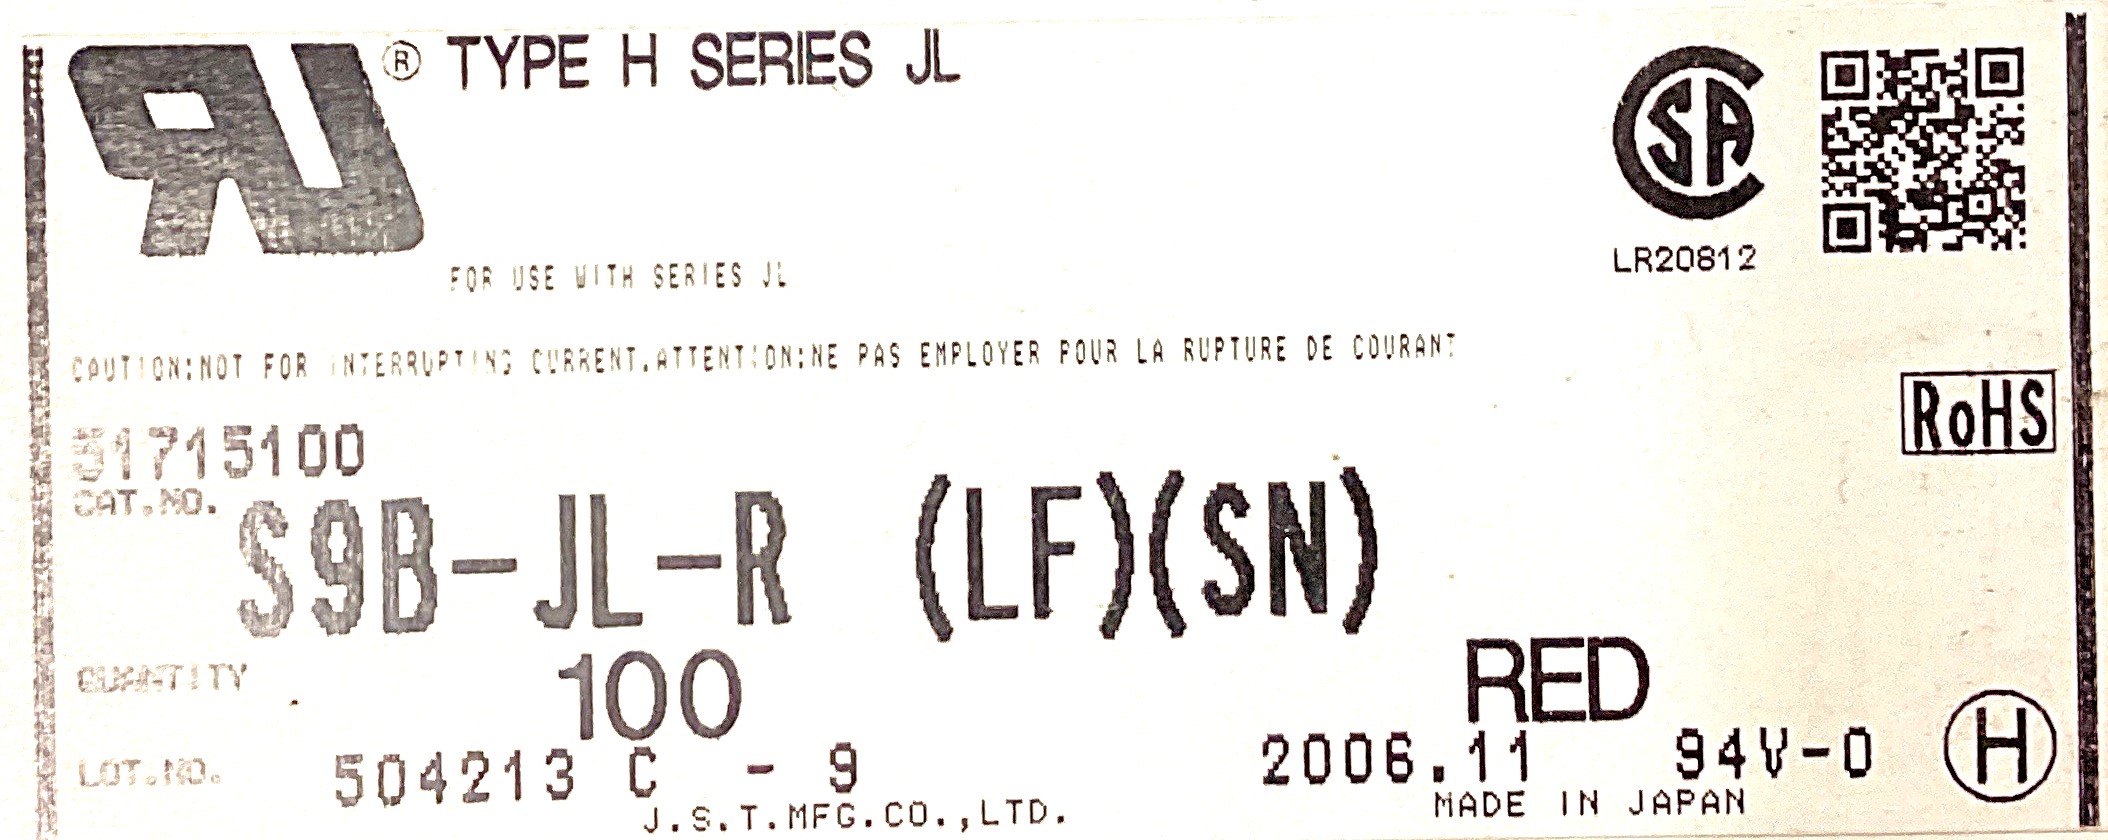 ® TYPE H SERIES JL
FOR USE WITH SERIES JL
LR20812
CAUTION:NOT FOR INTERRUPTING CURRENT.ATTENTION:NE PAS EMPLOYER POUR LA RUPTURE DE COURANT
RoHS
51715100
CAT.NO. S9B-JL-R (LF)(SN)
QUANTITY 100 RED
LOT.NO. 504213 C - 9 2006.11 94V-0 H
J.S.T.MFG.CO.,LTD. MADE IN JAPAN